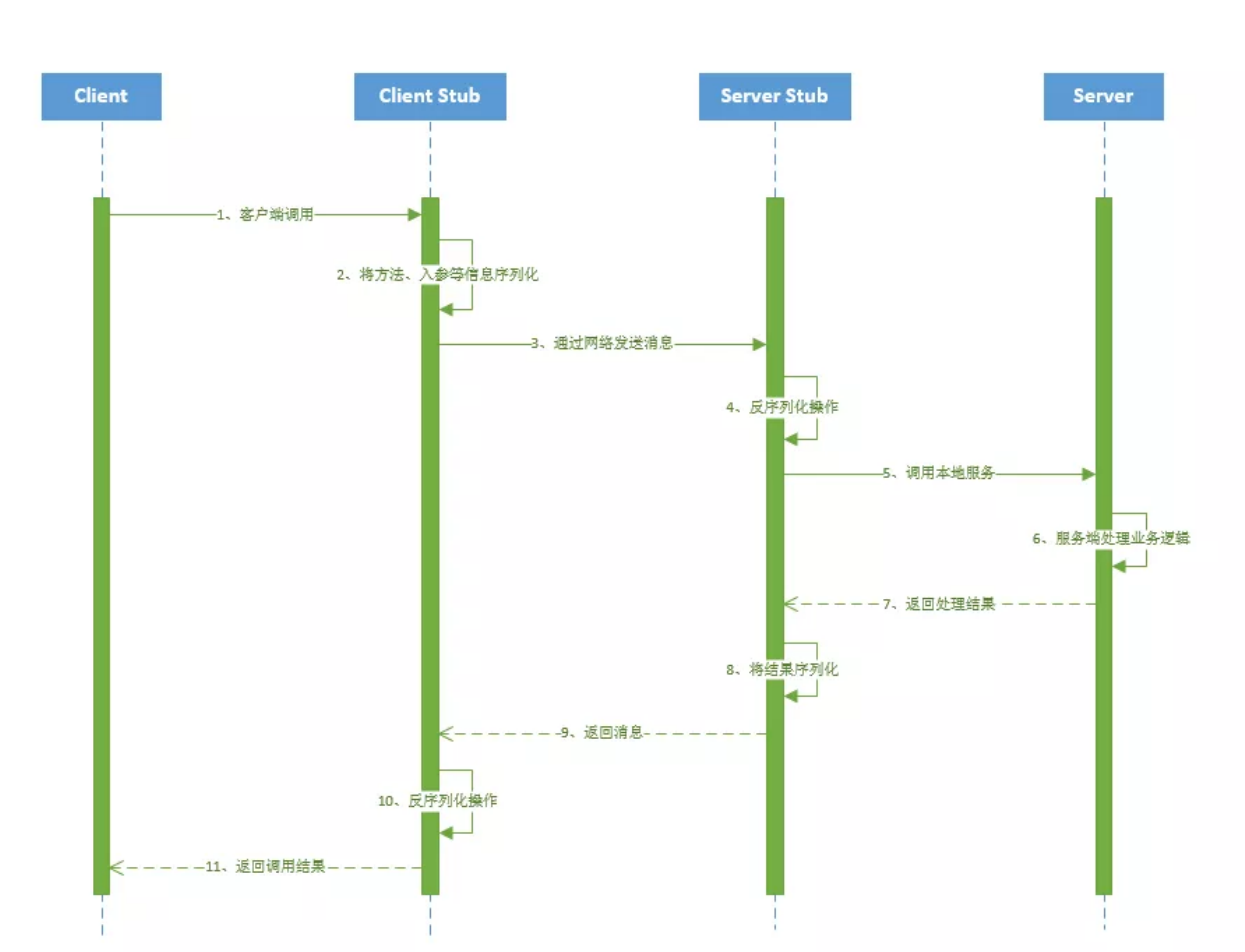 Client
Client Stub
Server Stub
Server
1、客户端调用
2、将方法、入参等信息序列化
3、通过网络发送消息
4、反序列化操作
5、调用本地服务
6、服务端处理业务逻辑
7、返回处理结果
8、将结果序列化
9、返回消息
10、反序列化操作
11、返回调用结果